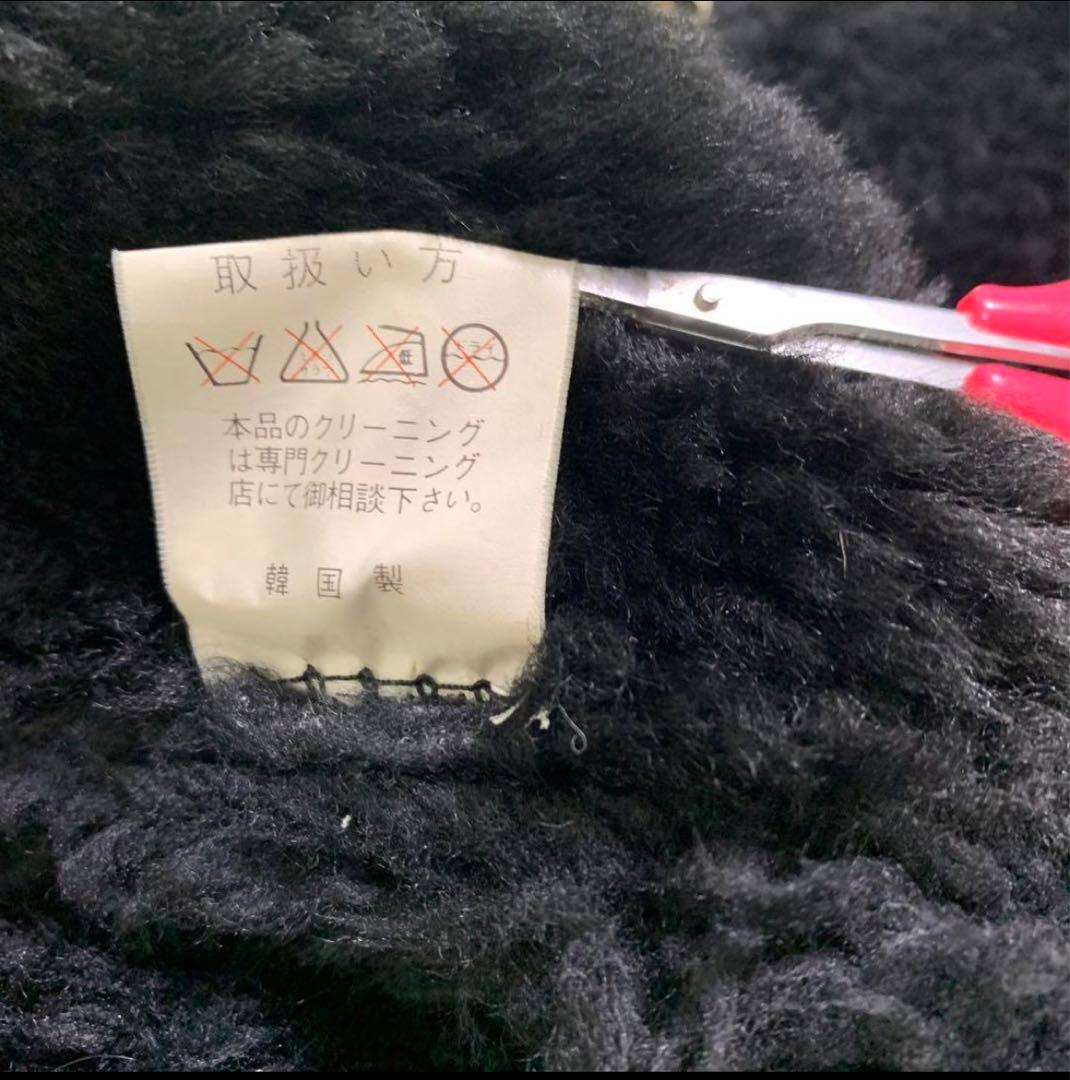 取扱い方
低
本品のクリーニング
は専門クリーニング
店にて御相談下さい。
韓国製